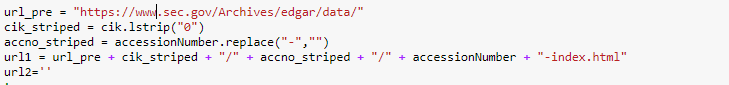 url_pre = "https://www.sec.gov/Archives/edgar/data/"
cik_striped = cik.lstrip("0")
accno_striped = accessionNumber.replace("-","")
url1 = url_pre + cik_striped + "/" + accno_striped + "/" + accessionNumber + "-index.html"
url2=''